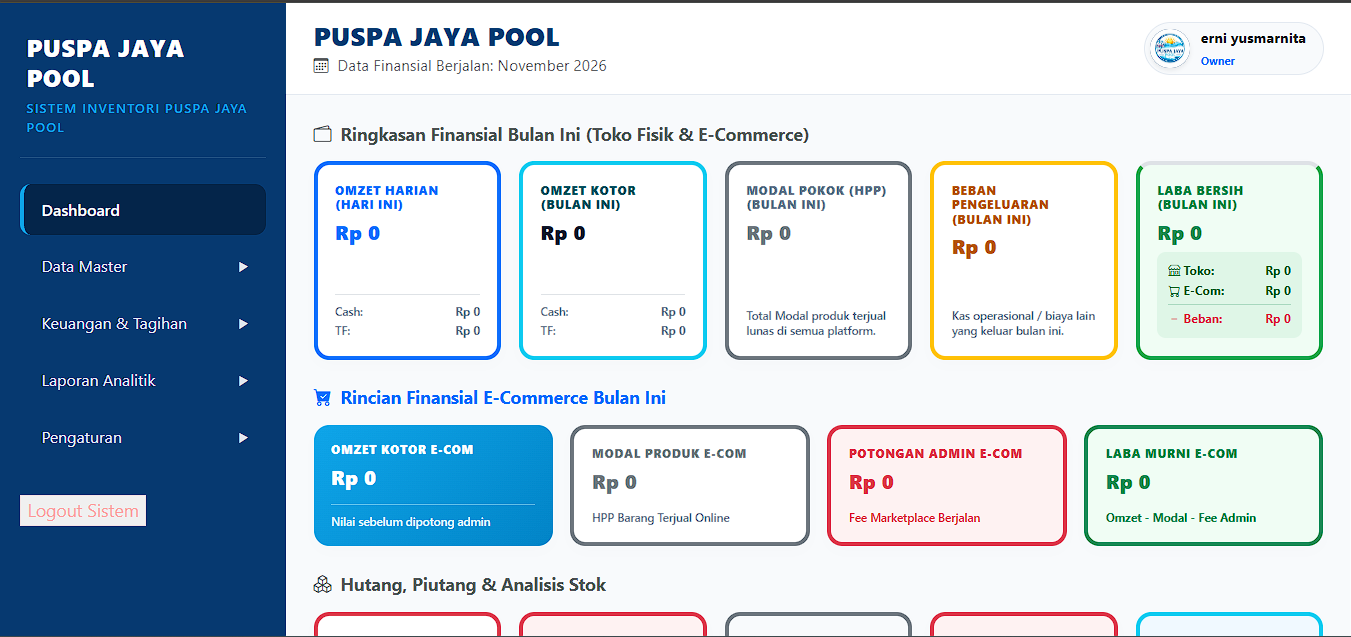 PUSPA JAYA
POOL
SISTEM INVENTORI PUSPA JAYA
POOL
Dashboard
Data Master
Keuangan & Tagihan
Laporan Analitik
Pengaturan
Logout Sistem
PUSPA JAYA POOL
Data Finansial Berjalan: November 2026
erni yusmarnita
Owner
Ringkasan Finansial Bulan Ini (Toko Fisik & E-Commerce)
OMZET HARIAN
(HARI INI)
Rp 0
Cash: Rp 0
TF: Rp 0
OMZET KOTOR
(BULAN INI)
Rp 0
Cash: Rp 0
TF: Rp 0
MODAL POKOK (HPP)
(BULAN INI)
Rp 0
Total Modal produk terjual
lunas di semua platform.
BEBAN
PENGELUARAN
(BULAN INI)
Rp 0
Kas operasional / biaya lain
yang keluar bulan ini.
LABA BERSIH
(BULAN INI)
Rp 0
Toko: Rp 0
E-Com: Rp 0
- Beban: Rp 0
Rincian Finansial E-Commerce Bulan Ini
OMZET KOTOR E-COM
Rp 0
Nilai sebelum dipotong admin
MODAL PRODUK E-COM
Rp 0
HPP Barang Terjual Online
POTONGAN ADMIN E-COM
Rp 0
Fee Marketplace Berjalan
LABA MURNI E-COM
Rp 0
Omzet - Modal - Fee Admin
Hutang, Piutang & Analisis Stok